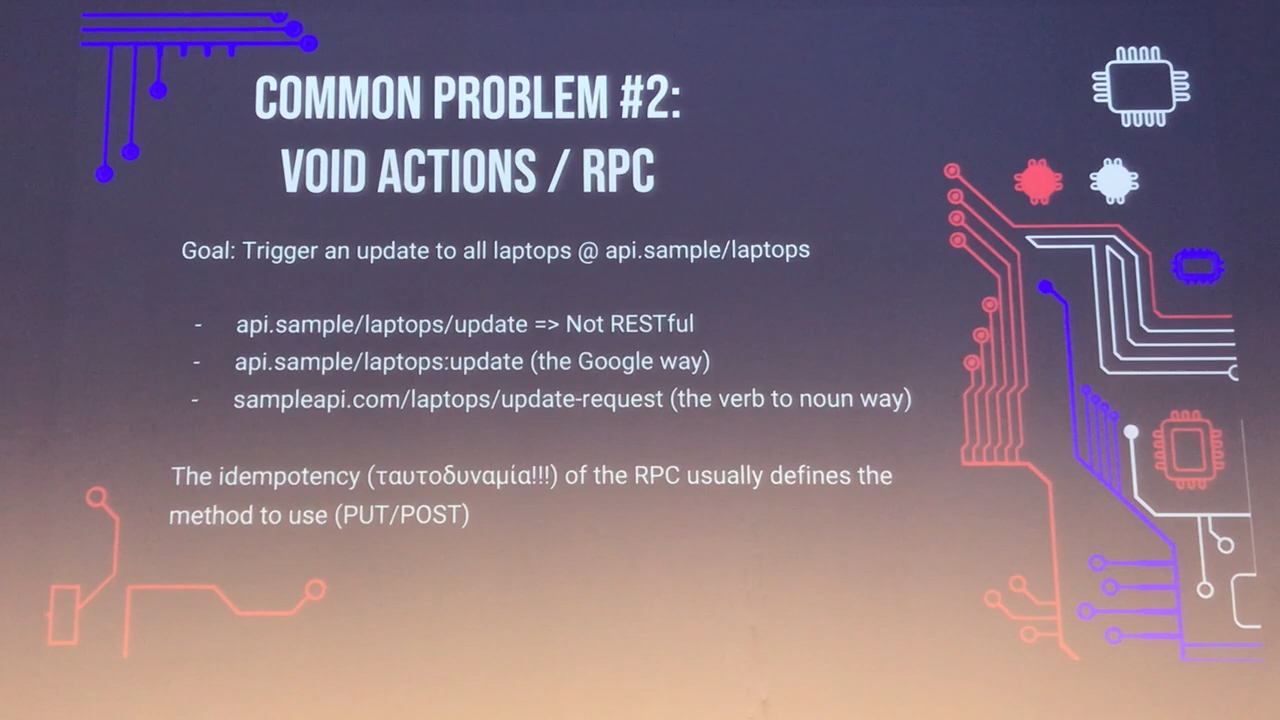 COMMON PROBLEM #2:
VOID ACTIONS / RPC
Goal: Trigger an update to all laptops @ api.sample/laptops
- api.sample/laptops/update => Not RESTful
- api.sample/laptops:update (the Google way)
- sampleapi.com/laptops/update-request (the verb to noun way)
The idempotency (ταυτοδυναμία!!!) of the RPC usually defines the
method to use (PUT/POST)